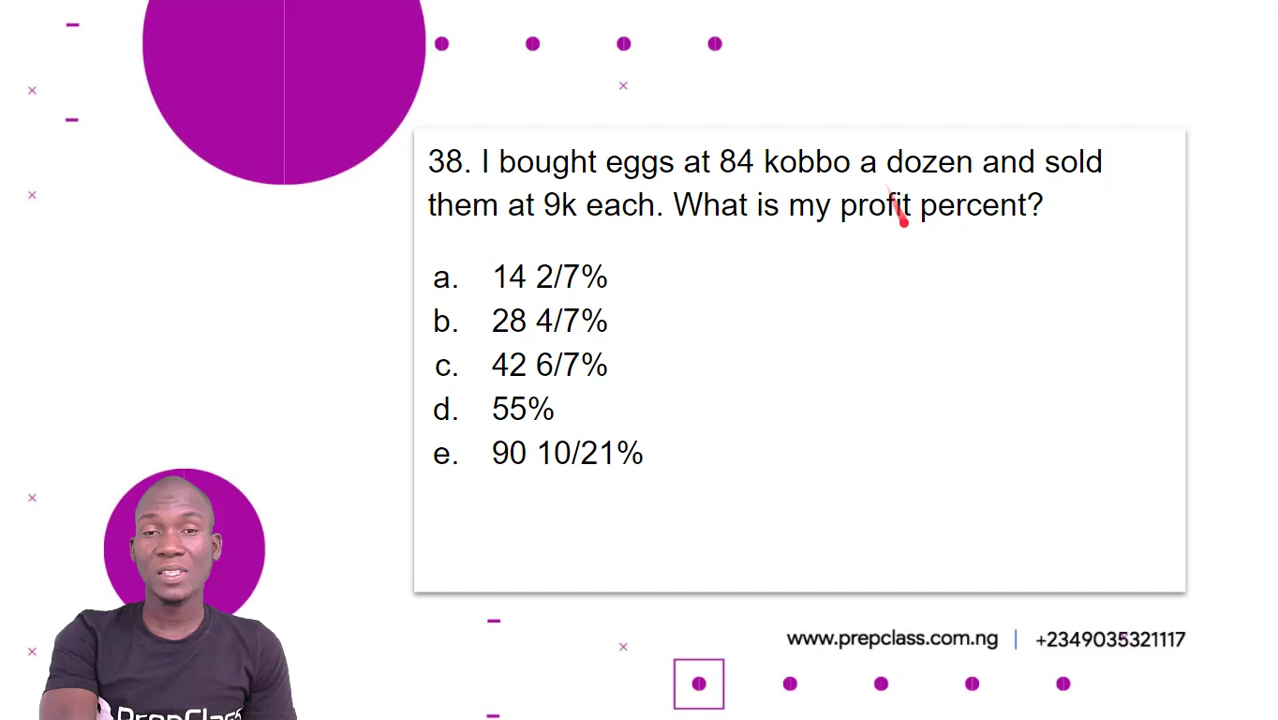 38. I bought eggs at 84 kobbo a dozen and sold
them at 9k each. What is my profit percent?
a. 14 2/7%
b. 28 4/7%
c. 42 6/7%
d. 55%
e. 90 10/21%
www.prepclass.com.ng | +2349035321117
PrepClass